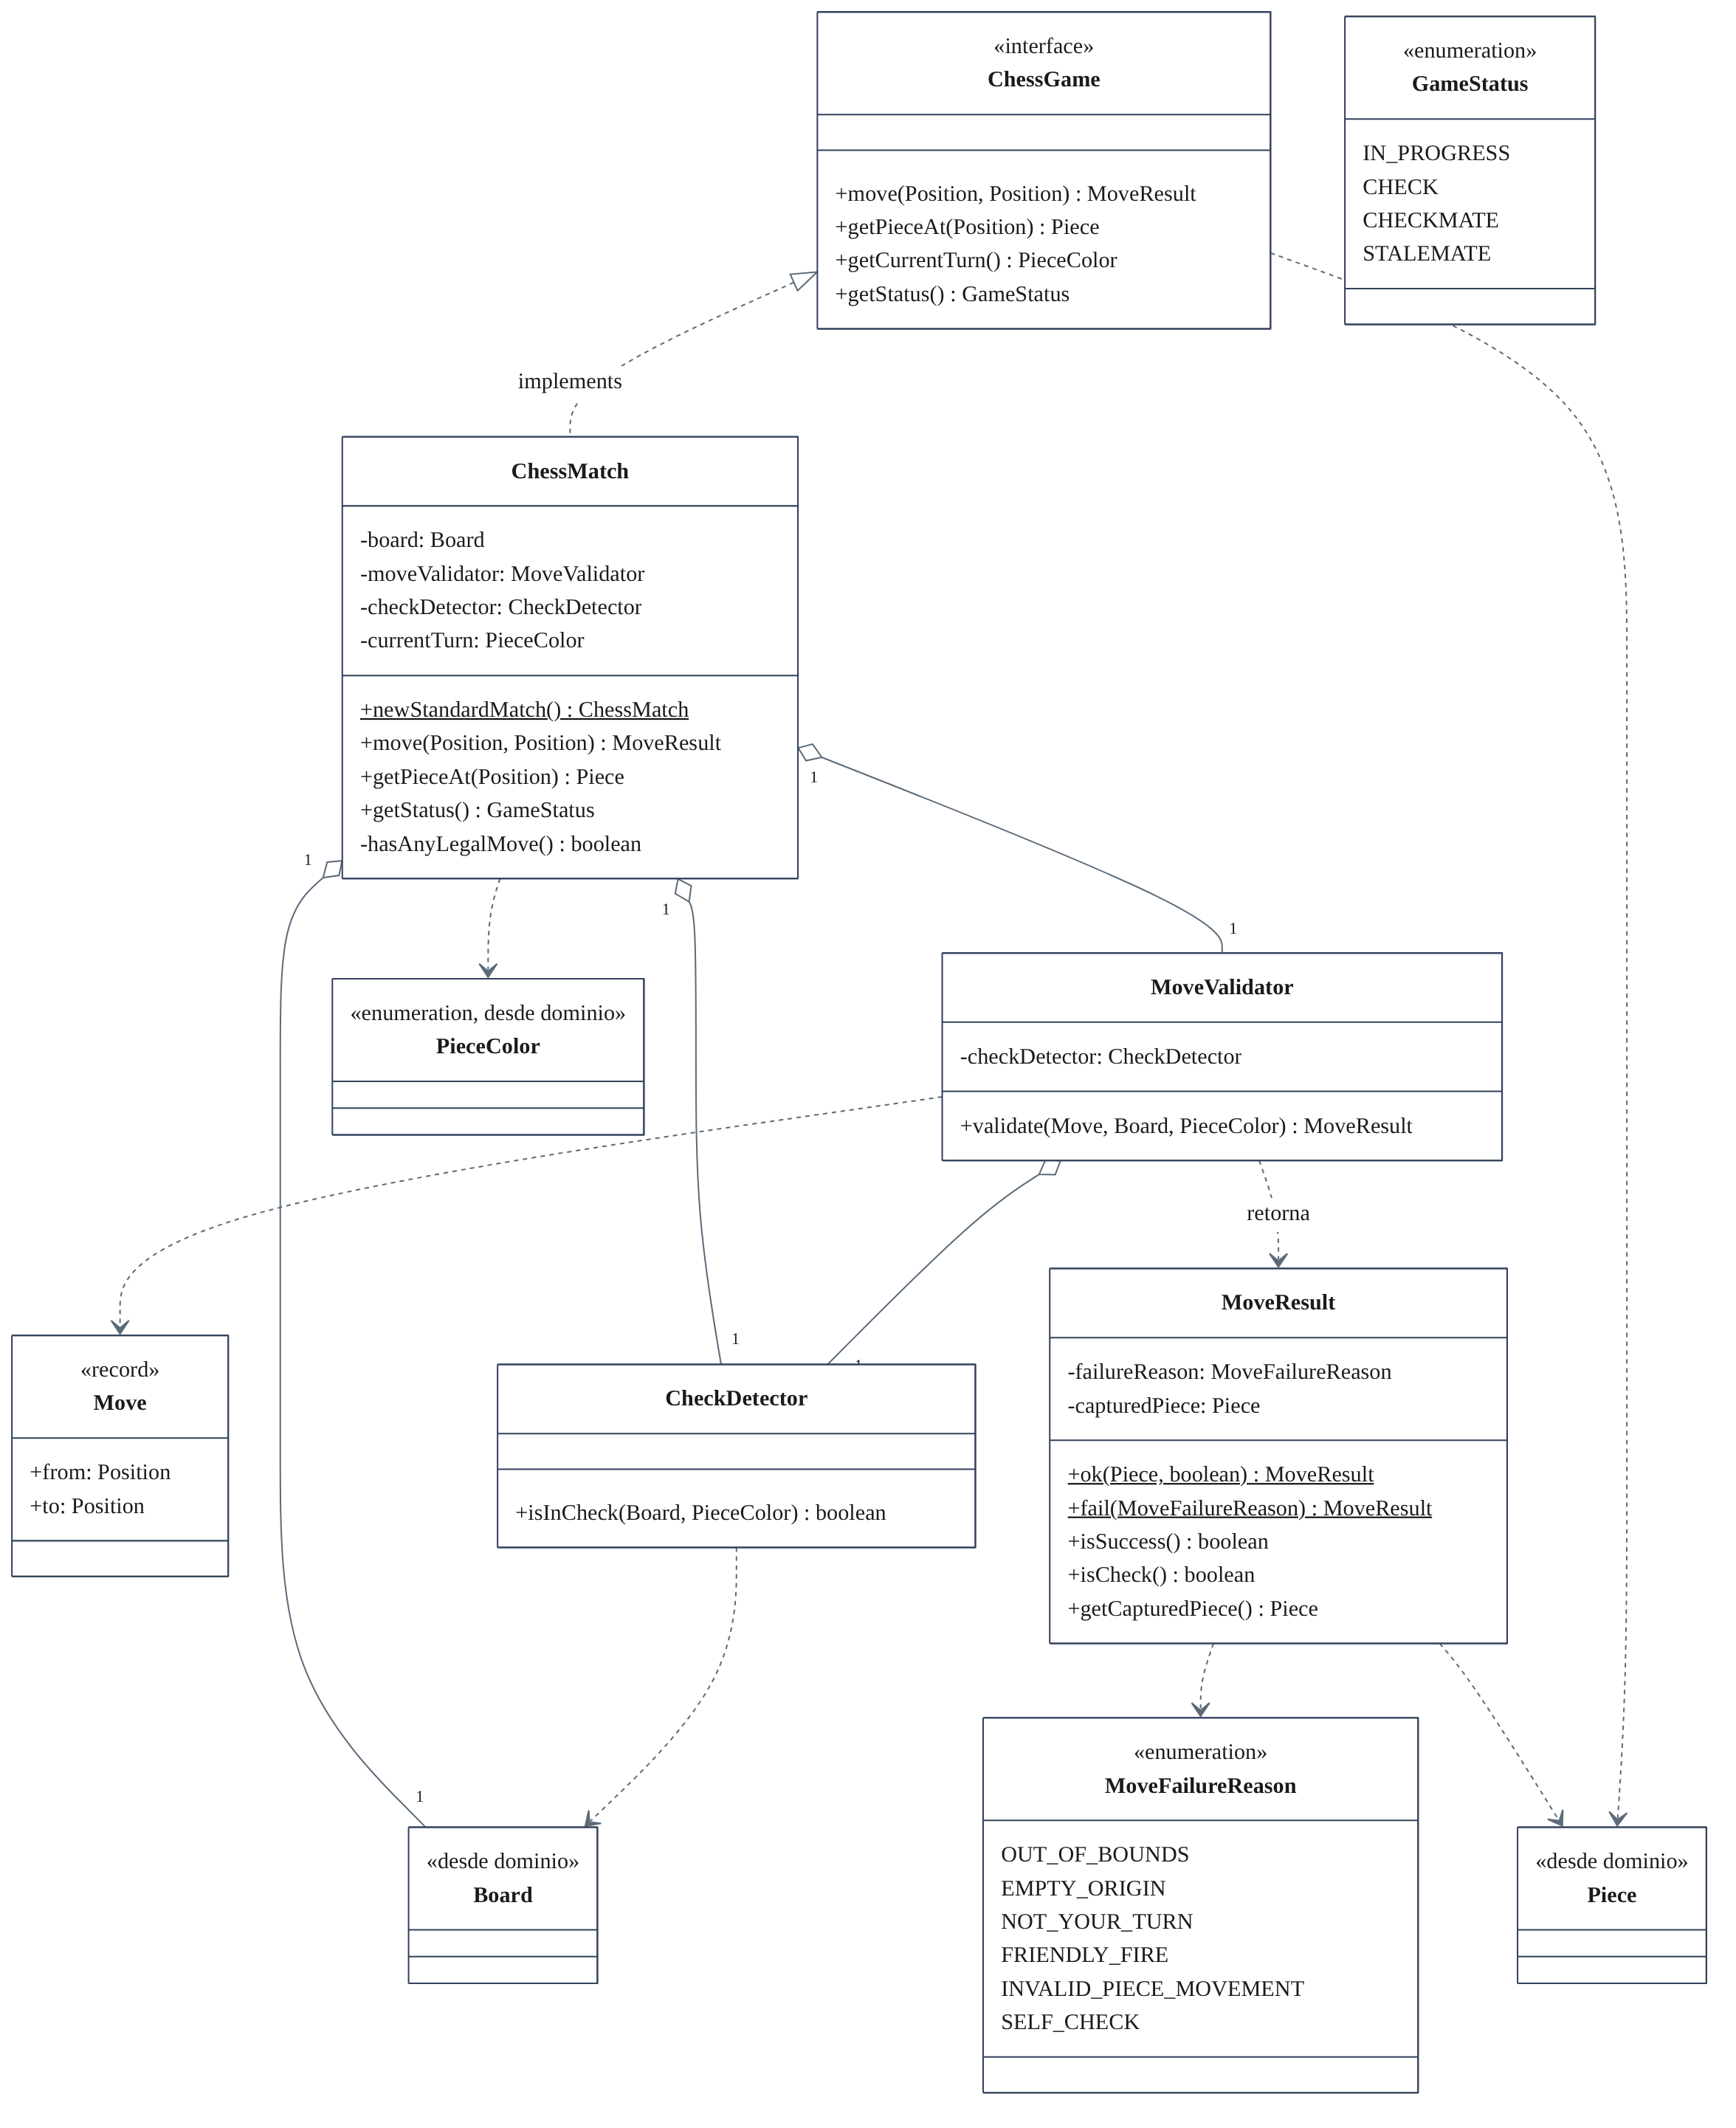 «interface»
ChessGame
+move(Position, Position) : MoveResult
+getPieceAt(Position) : Piece
+getCurrentTurn() : PieceColor
+getStatus() : GameStatus
«enumeration»
GameStatus
IN_PROGRESS
CHECK
CHECKMATE
STALEMATE
implements
ChessMatch
-board: Board
-moveValidator: MoveValidator
-checkDetector: CheckDetector
-currentTurn: PieceColor
+newStandardMatch() : ChessMatch
+move(Position, Position) : MoveResult
+getPieceAt(Position) : Piece
+getStatus() : GameStatus
-hasAnyLegalMove() : boolean
1
1
1
1
«enumeration, desde dominio»
PieceColor
MoveValidator
-checkDetector: CheckDetector
+validate(Move, Board, PieceColor) : MoveResult
retorna
«record»
Move
+from: Position
+to: Position
1
CheckDetector
+isInCheck(Board, PieceColor) : boolean
MoveResult
-failureReason: MoveFailureReason
-capturedPiece: Piece
+ok(Piece, boolean) : MoveResult
+fail(MoveFailureReason) : MoveResult
+isSuccess() : boolean
+isCheck() : boolean
+getCapturedPiece() : Piece
1
«desde dominio»
Board
«enumeration»
MoveFailureReason
OUT_OF_BOUNDS
EMPTY_ORIGIN
NOT_YOUR_TURN
FRIENDLY_FIRE
INVALID_PIECE_MOVEMENT
SELF_CHECK
«desde dominio»
Piece